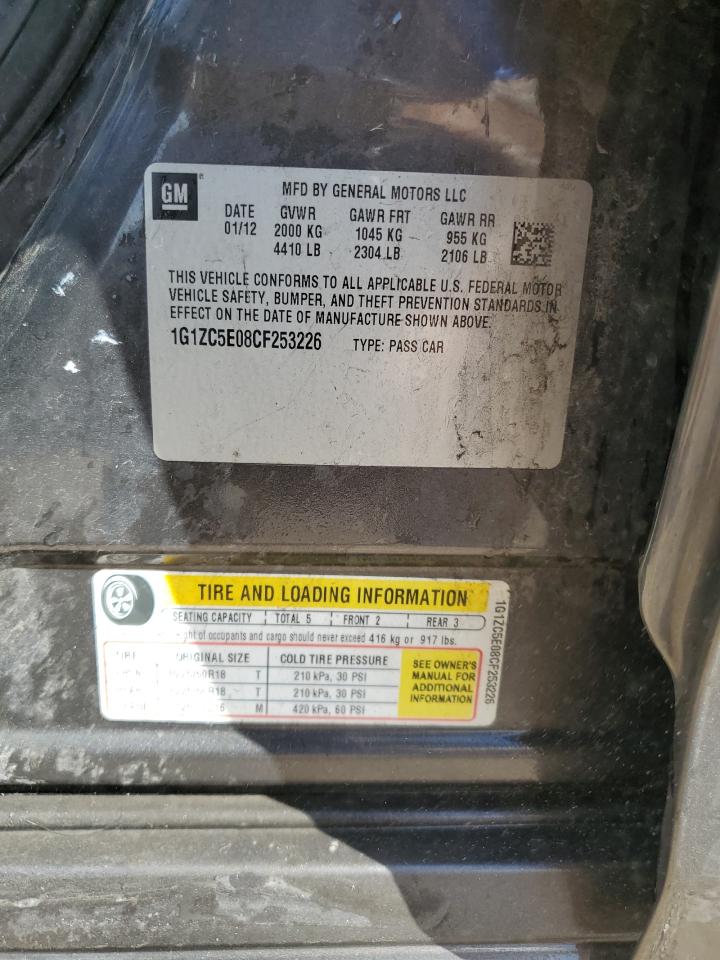 GM
MFD BY GENERAL MOTORS LLC
DATE GVWR GAWR FRT GAWR RR
01/12 2000 KG 1045 KG 955 KG
4410 LB 2304 LB 2106 LB
THIS VEHICLE CONFORMS TO ALL APPLICABLE U.S. FEDERAL MOTOR
VEHICLE SAFETY, BUMPER, AND THEFT PREVENTION STANDARDS IN
EFFECT ON THE DATE OF MANUFACTURE SHOWN ABOVE.
1G1ZC5E08CF253226 TYPE: PASS CAR
TIRE AND LOADING INFORMATION
SEATING CAPACITY TOTAL 5 FRONT 2 REAR 3
of occupants and cargo should never exceed 416 kg or 917 lbs.
TIRE ORIGINAL SIZE COLD TIRE PRESSURE
T 210 kPa, 30 PSI
T 210 kPa, 30 PSI
M 420 kPa, 60 PSI
SEE OWNER'S
MANUAL FOR
ADDITIONAL
INFORMATION
1G1ZC5E08CF253226